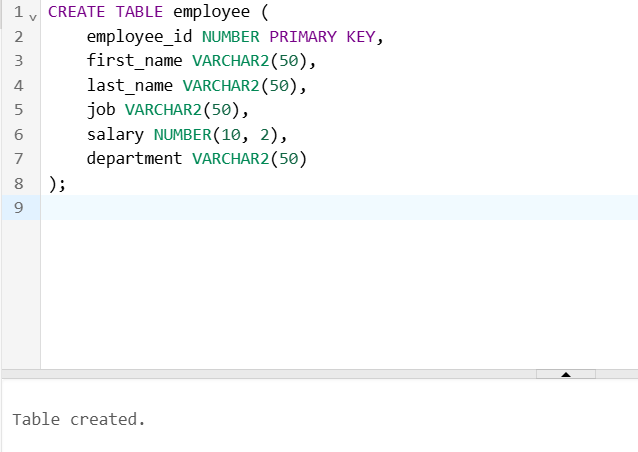 1 CREATE TABLE employee (
2 employee_id NUMBER PRIMARY KEY,
3 first_name VARCHAR2(50),
4 last_name VARCHAR2(50),
5 job VARCHAR2(50),
6 salary NUMBER(10, 2),
7 department VARCHAR2(50)
8 );
9
Table created.